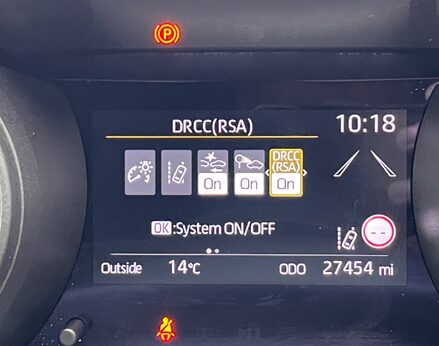 (P)
DRCC(RSA)
10:18
On
On
DRCC
(RSA)
On
OK:System ON/OFF
--
Outside 14°C
ODO 27454 mi